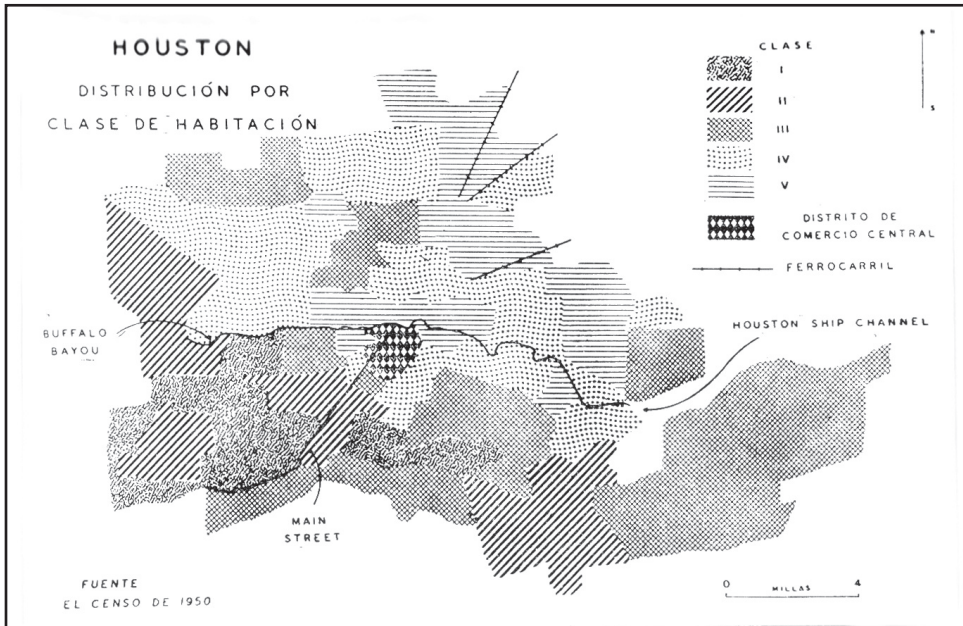 HOUSTON
DISTRIBUCIÓN POR
CLASE DE HABITACIÓN
CLASE
I
II
III
IV
V
DISTRITO DE
COMERCIO CENTRAL
FERROCARRIL
N
S
BUFFALO
BAYOU
HOUSTON SHIP CHANNEL
MAIN
STREET
FUENTE
EL CENSO DE 1950
0 MILLAS 4